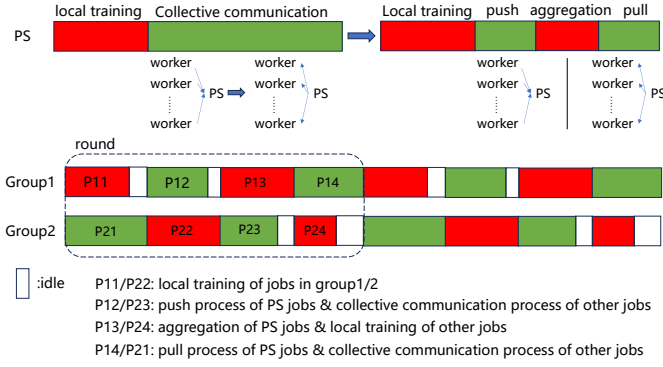 local training Collective communication Local training push aggregation pull
PS
worker worker worker worker
worker PS worker PS worker PS worker PS
worker worker worker worker
round
Group1 P11 P12 P13 P14
Group2 P21 P22 P23 P24
:idle P11/P22: local training of jobs in group1/2
P12/P23: push process of PS jobs & collective communication process of other jobs
P13/P24: aggregation of PS jobs & local training of other jobs
P14/P21: pull process of PS jobs & collective communication process of other jobs